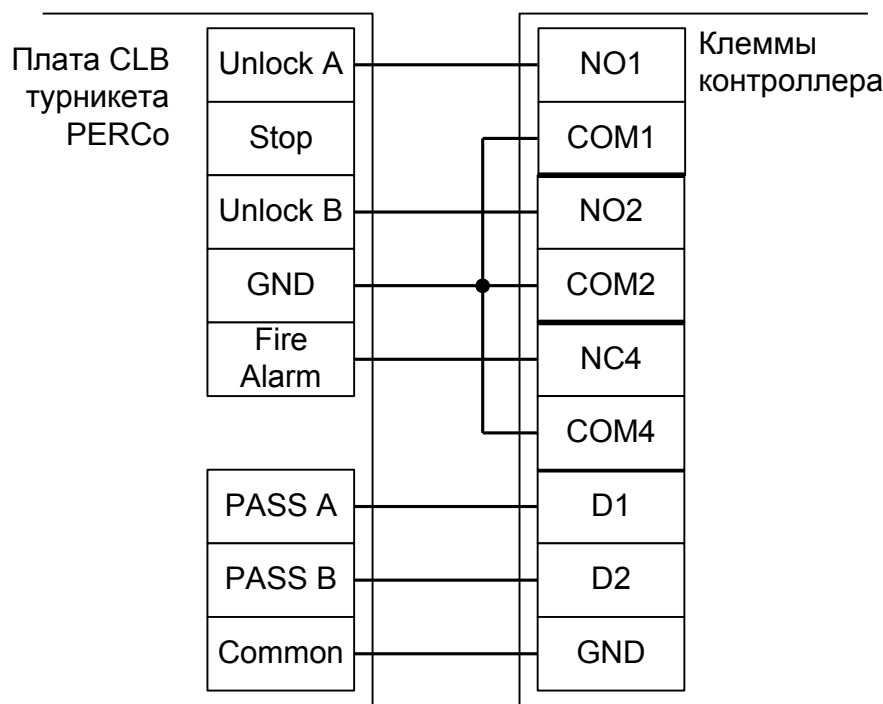 Плата CLB
турникета
PERCo
Unlock A
Stop
Unlock B
GND
Fire
Alarm
PASS A
PASS B
Common
NO1
COM1
NO2
COM2
NC4
COM4
D1
D2
GND
Клеммы
контроллера